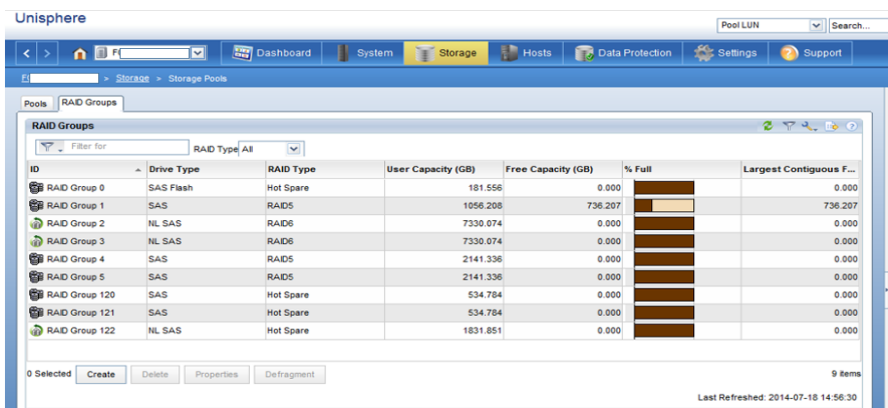 Unisphere
Pool LUN Search...
Dashboard System Storage Hosts Data Protection Settings Support
> Storage > Storage Pools
Pools RAID Groups
RAID Groups
Filter for RAID Type All
ID Drive Type RAID Type User Capacity (GB) Free Capacity (GB) % Full Largest Contiguous F...
RAID Group 0 SAS Flash Hot Spare 181.556 0.000 0.000
RAID Group 1 SAS RAID5 1056.208 736.207 736.207
RAID Group 2 NL SAS RAID6 7330.074 0.000 0.000
RAID Group 3 NL SAS RAID6 7330.074 0.000 0.000
RAID Group 4 SAS RAID5 2141.336 0.000 0.000
RAID Group 5 SAS RAID5 2141.336 0.000 0.000
RAID Group 120 SAS Hot Spare 534.784 0.000 0.000
RAID Group 121 SAS Hot Spare 534.784 0.000 0.000
RAID Group 122 NL SAS Hot Spare 1831.851 0.000 0.000
0 Selected Create Delete Properties Defragment 9 items
Last Refreshed: 2014-07-18 14:56:30